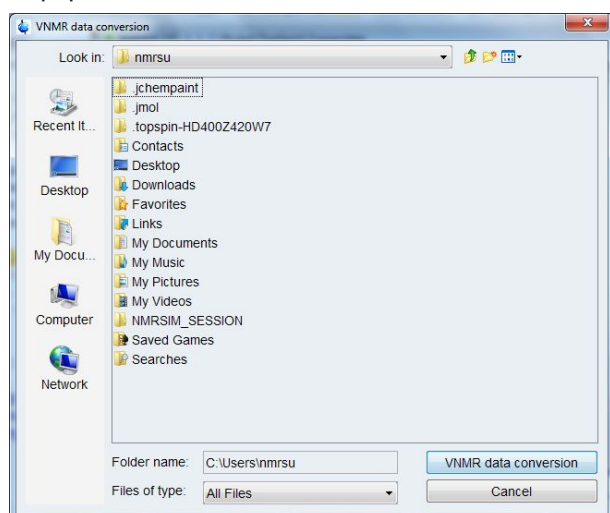 VNMR data conversion
Look in: nmrsu
.jchempaint
.jmol
.topspin-HD400Z420W7
Contacts
Desktop
Downloads
Favorites
Links
My Documents
My Music
My Pictures
My Videos
NMRSIM_SESSION
Saved Games
Searches
Recent It...
Desktop
My Docu...
Computer
Network
Folder name: C:\Users\nmrsu VNMR data conversion
Files of type: All Files Cancel